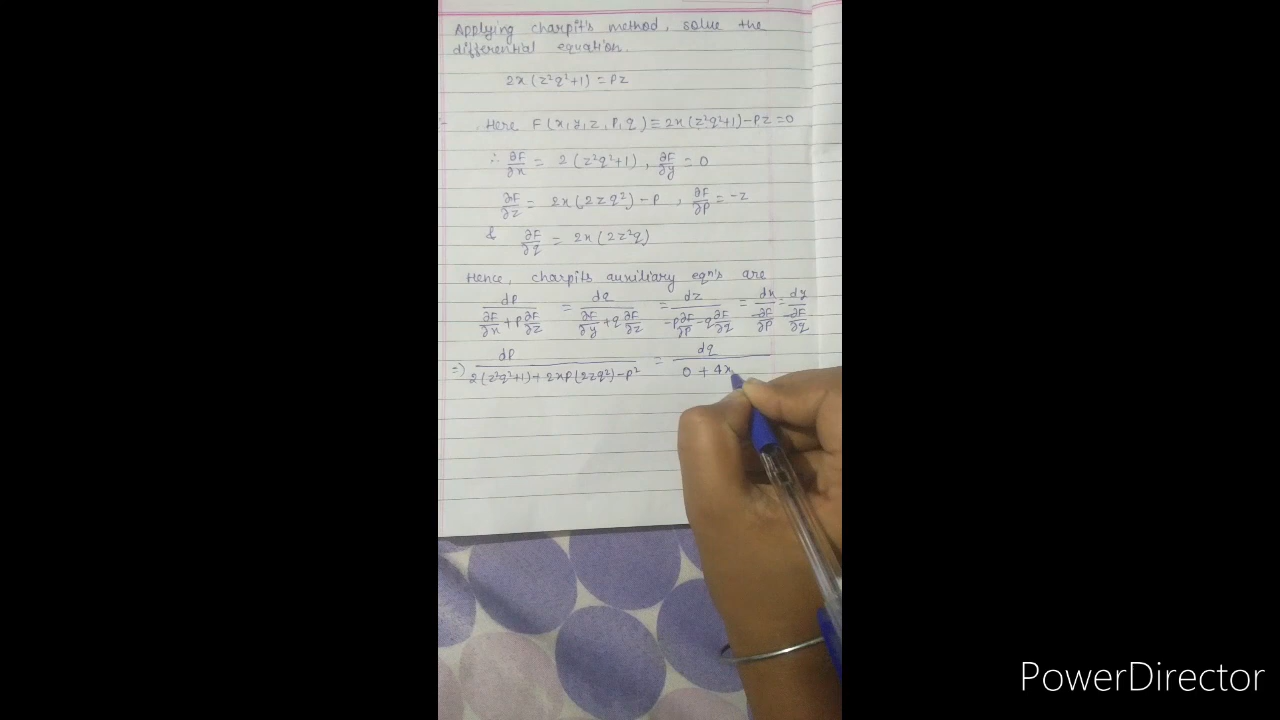 Applying charpit's method, solve the
differential equation.
2x(z²q²+1) = pz
Here F(x,y,z,p,q) ≡ 2x(z²q²+1)-pz=0
∴ ∂F/∂x = 2(z²q²+1), ∂F/∂y = 0
∂F/∂z = 2x(2zq²)-p, ∂F/∂p = -z
& ∂F/∂q = 2x(2z²q)
Hence, charpits auxiliary eqn's are
dp/(∂F/∂x + p∂F/∂z) = dq/(∂F/∂y + q∂F/∂z) = dz/(-p∂F/∂p - q∂F/∂q) = dx/(-∂F/∂p) = dy/(-∂F/∂q)
=) dp/(2(z²q²+1)+2xp(2zq²)-p²) = dq/(0+4x
PowerDirector